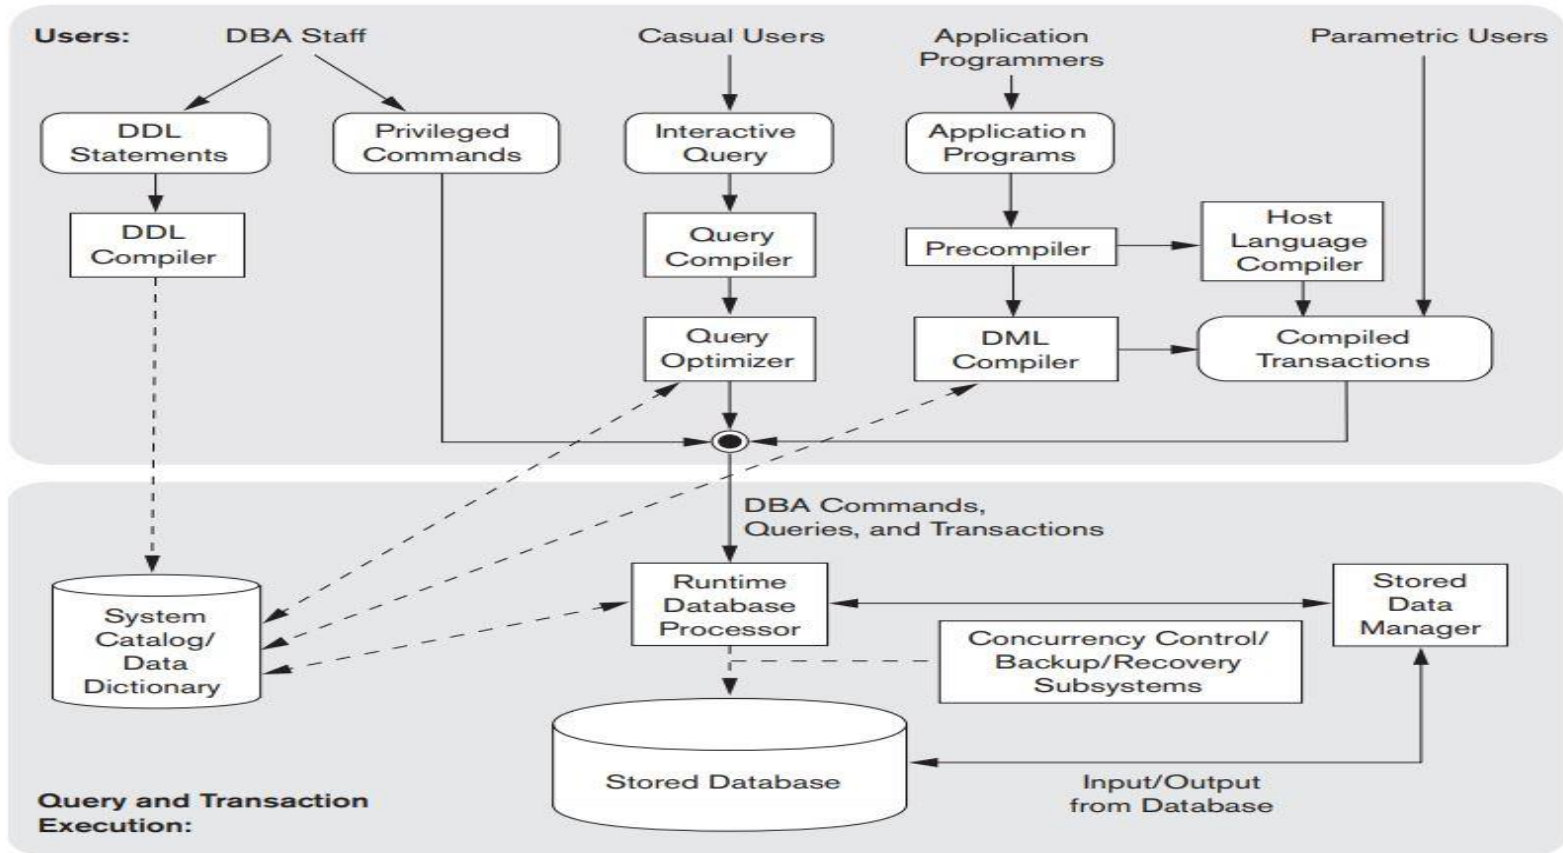 Users:
DBA Staff
Casual Users
Application
Programmers
Parametric Users
DDL
Statements
Privileged
Commands
Interactive
Query
Application
Programs
DDL
Compiler
Query
Compiler
Precompiler
Host
Language
Compiler
Query
Optimizer
DML
Compiler
Compiled
Transactions
DBA Commands,
Queries, and Transactions
System
Catalog/
Data
Dictionary
Runtime
Database
Processor
Stored
Data
Manager
Concurrency Control/
Backup/Recovery
Subsystems
Stored Database
Input/Output
from Database
Query and Transaction
Execution: